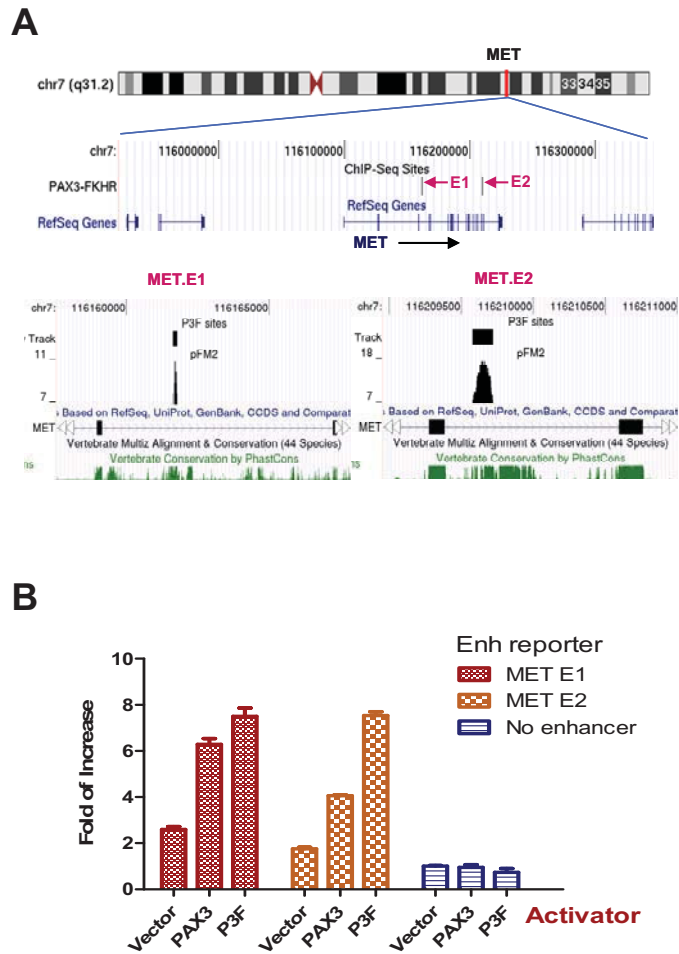 A
MET
chr7 (q31.2)
33 34 35
chr7: 116000000 116100000 116200000 116300000
ChIP-Seq Sites
PAX3-FKHR E1 E2
RefSeq Genes
RefSeq Genes
MET
MET.E1 MET.E2
chr7: 116160000 116165000
P3F sites
Track
11
pFM2
7
s Based on RefSeq, UniProt, GenBank, CCDS and Comparat
MET
Vertebrate Multiz Alignment & Conservation (44 Species)
Vertebrate Conservation by PhastCons
ns
chr7: 116209500 116210000 116210500 116211000
P3F sites
Track
18
pFM2
7
s Based on RefSeq, UniProt, GenBank, CCDS and Comparat
MET
Vertebrate Multiz Alignment & Conservation (44 Species)
Vertebrate Conservation by PhastCons
B
Enh reporter
MET E1
MET E2
No enhancer
Fold of Increase
10
8
6
4
2
0
Vector PAX3 P3F Vector PAX3 P3F Vector PAX3 P3F
Activator